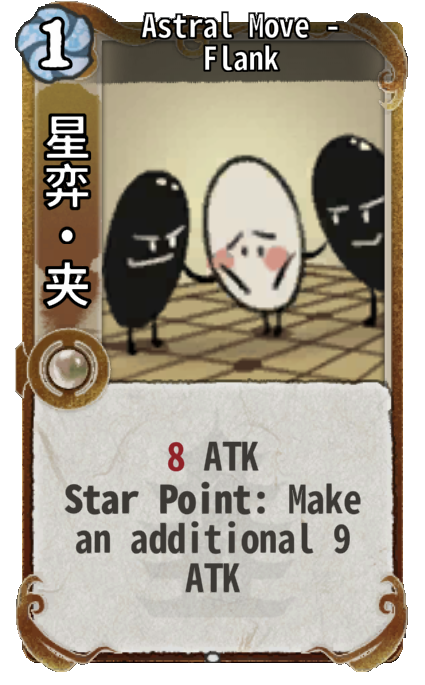 1
Astral Move -
Flank
星弈・夹
8 ATK
Star Point: Make
an additional 9
ATK